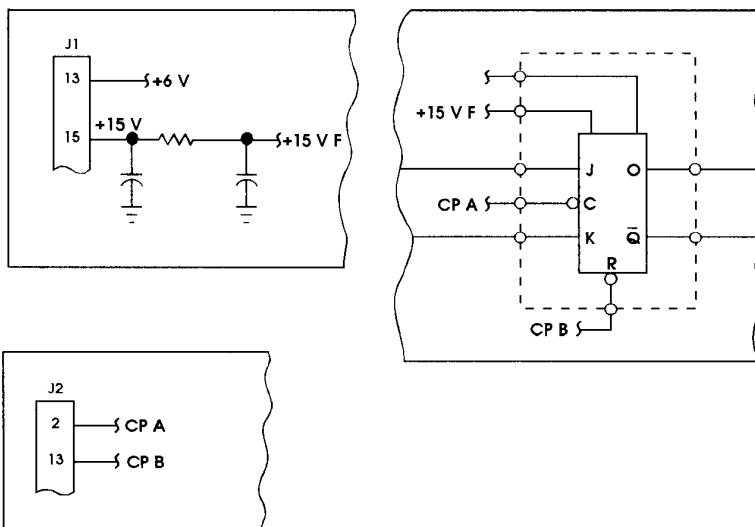 J1
13
+6 V
15
+15 V
+15 V F
+15 V F
J
O
CP A
C
K
Q̅
R
CP B
J2
2
CP A
13
CP B